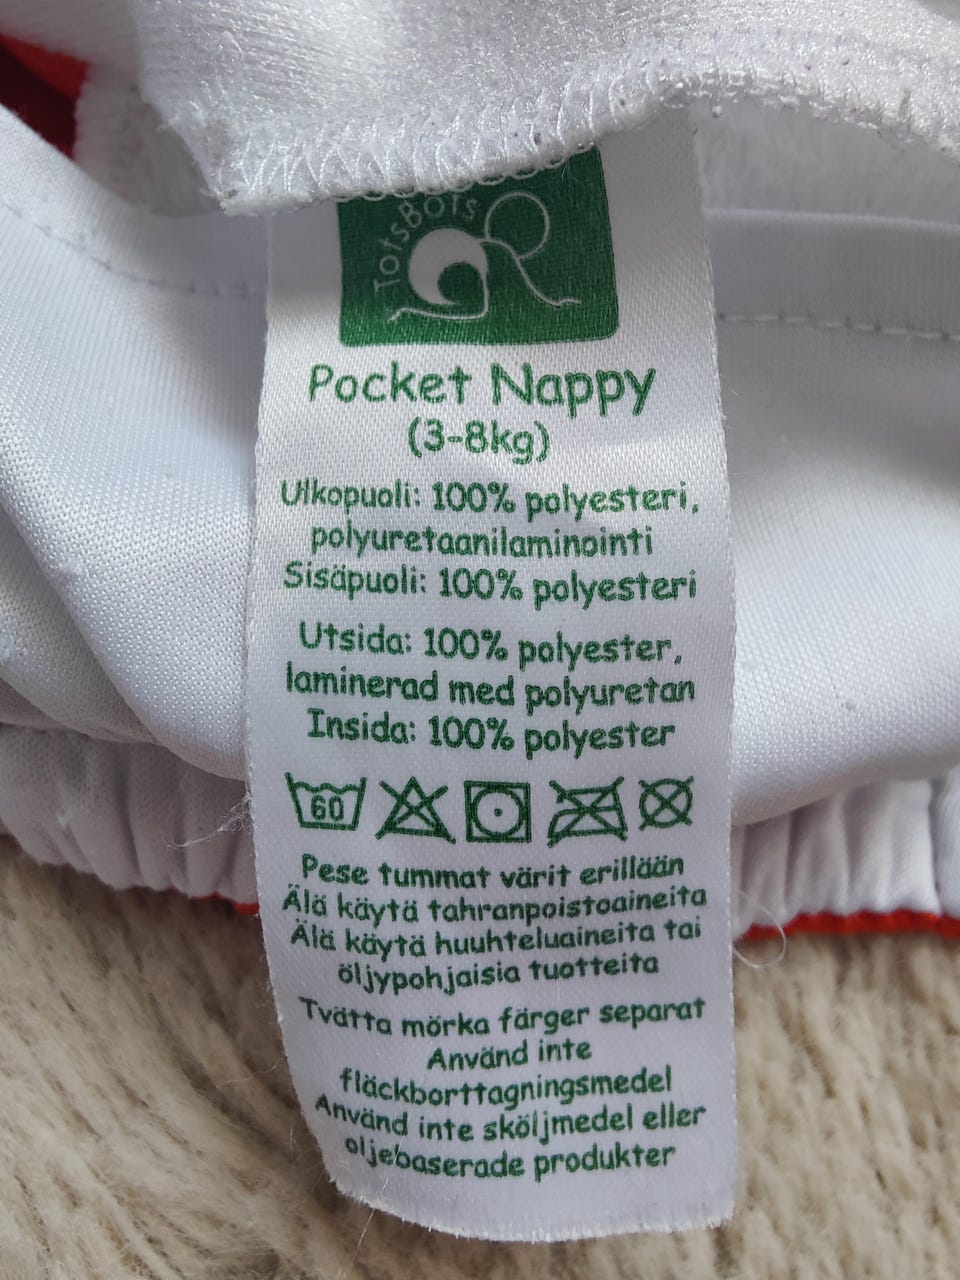 TotsBots
Pocket Nappy
(3-8kg)
Ulkopuoli: 100% polyesteri,
polyuretaanilaminointi
Sisäpuoli: 100% polyesteri
Utsida: 100% polyester,
laminerad med polyuretan
Insida: 100% polyester
60
Pese tummat värit erillään
Älä käytä tahranpoistoaineita
Älä käytä huuhteluaineita tai
öljypohjaisia tuotteita
Tvätta mörka färger separat
Använd inte
fläckborttagningsmedel
Använd inte sköljmedel eller
oljebaserade produkter